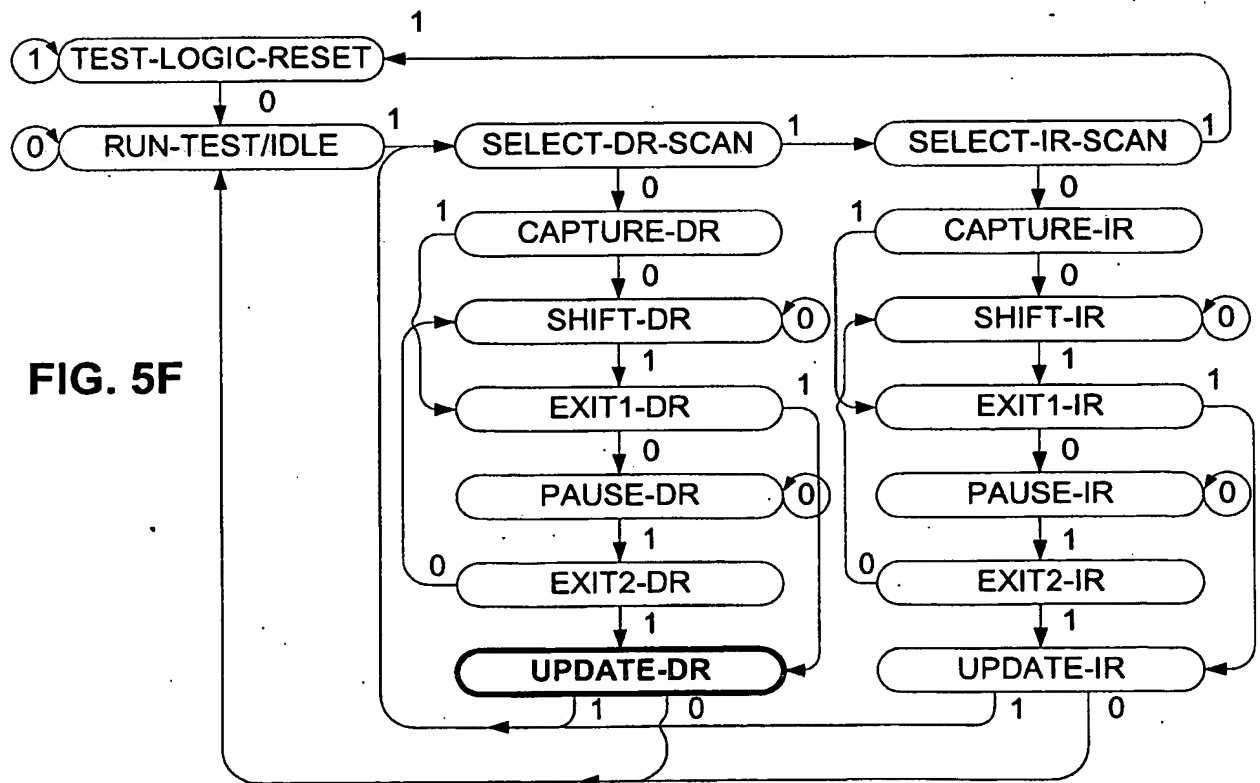 1
1 TEST-LOGIC-RESET
0
0 RUN-TEST/IDLE 1 SELECT-DR-SCAN 1 SELECT-IR-SCAN 1
0 0
1 CAPTURE-DR 1 CAPTURE-IR
0 0
SHIFT-DR 0 SHIFT-IR 0
FIG. 5F
1 1
EXIT1-DR 1 EXIT1-IR 1
0 0
PAUSE-DR 0 PAUSE-IR 0
1 1
0 EXIT2-DR 0 EXIT2-IR
1 1
UPDATE-DR UPDATE-IR
1 0 1 0